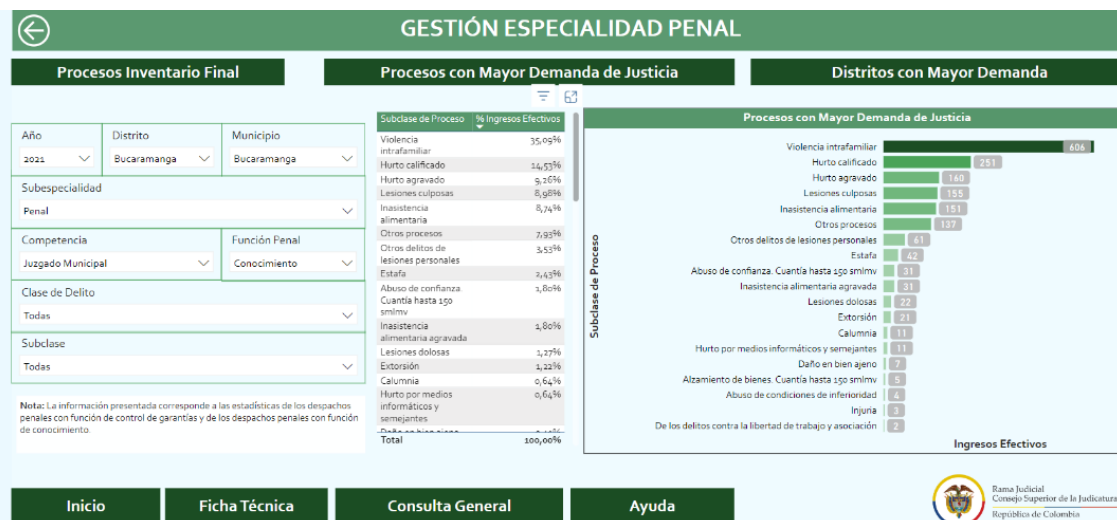 GESTIÓN ESPECIALIDAD PENAL
Procesos Inventario Final
Procesos con Mayor Demanda de Justicia
Distritos con Mayor Demanda
Año
2021
Distrito
Bucaramanga
Municipio
Bucaramanga
Subespecialidad
Penal
Competencia
Juzgado Municipal
Función Penal
Conocimiento
Clase de Delito
Todas
Subclase
Todas
Nota: La información presentada corresponde a las estadísticas de los despachos
penales con función de control de garantías y de los despachos penales con función
de conocimiento.
Subclase de Proceso % Ingresos Efectivos
Violencia 35,09%
intrafamiliar
Hurto calificado 14,53%
Hurto agravado 9,26%
Lesiones culposas 8,98%
Inasistencia 8,74%
alimentaria
Otros procesos 7,93%
Otros delitos de 3,53%
lesiones personales
Estafa 2,43%
Abuso de confianza. 1,80%
Cuantía hasta 150
smlmv
Inasistencia 1,80%
alimentaria agravada
Lesiones dolosas 1,27%
Extorsión 1,22%
Calumnia 0,64%
Hurto por medios 0,64%
informáticos y
semejantes
Total 100,00%
Procesos con Mayor Demanda de Justicia
Subclase de Proceso
Violencia intrafamiliar 606
Hurto calificado 251
Hurto agravado 160
Lesiones culposas 155
Inasistencia alimentaria 151
Otros procesos 137
Otros delitos de lesiones personales 61
Estafa 42
Abuso de confianza. Cuantía hasta 150 smlmv 31
Inasistencia alimentaria agravada 31
Lesiones dolosas 22
Extorsión 21
Calumnia 11
Hurto por medios informáticos y semejantes 11
Daño en bien ajeno 7
Alzamiento de bienes. Cuantía hasta 150 smlmv 5
Abuso de condiciones de inferioridad 4
Injuria 3
De los delitos contra la libertad de trabajo y asociación 2
Ingresos Efectivos
Inicio
Ficha Técnica
Consulta General
Ayuda
Rama Judicial
Consejo Superior de la Judicatura
República de Colombia